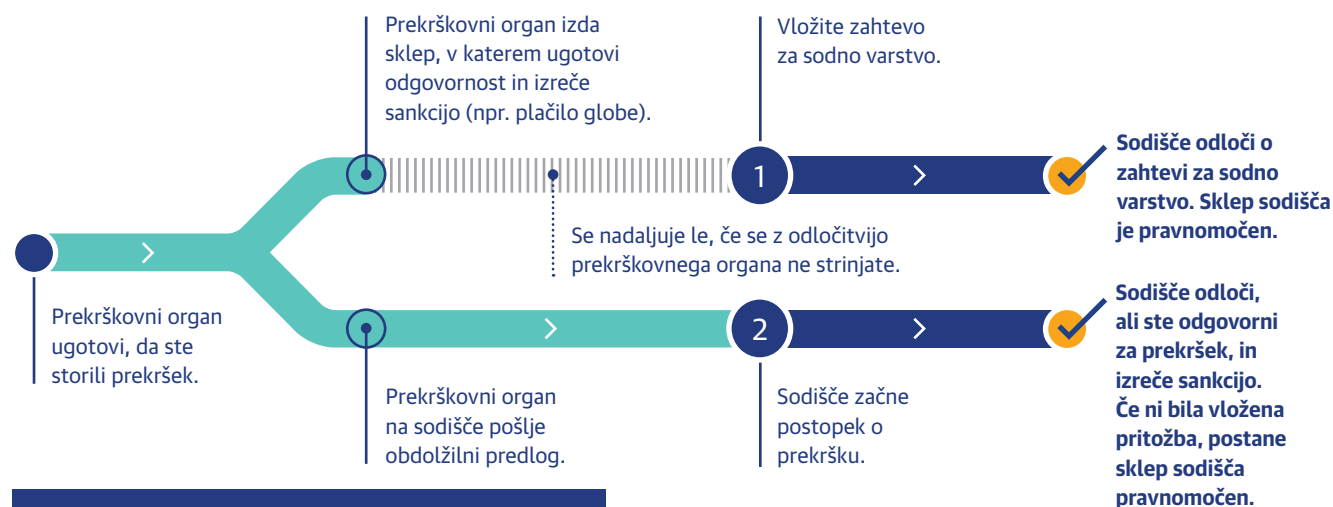 Prekrškovni organ izda
sklep, v katerem ugotovi
odgovornost in izreče
sankcijo (npr. plačilo globe).
Vložite zahtevo
za sodno varstvo.
1
Sodišče odloči o
zahtevi za sodno
varstvo. Sklep sodišča
je pravnomočen.
Se nadaljuje le, če se z odločitvijo
prekrškovnega organa ne strinjate.
Prekrškovni organ
ugotovi, da ste
storili prekršek.
2
Prekrškovni organ
na sodišče pošlje
obdolžilni predlog.
Sodišče začne
postopek o
prekršku.
Sodišče odloči,
ali ste odgovorni
za prekršek, in
izreče sankcijo.
Če ni bila vložena
pritožba, postane
sklep sodišča
pravnomočen.